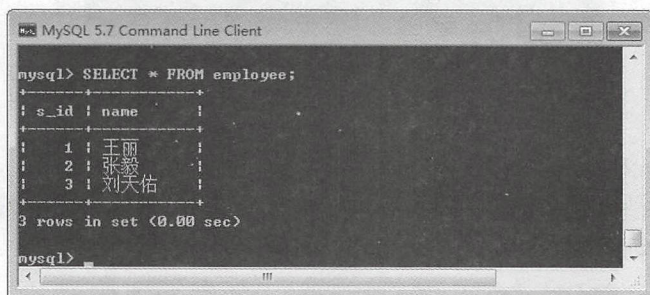 MySQL 5.7 Command Line Client
mysql> SELECT * FROM employee;
+------+--------+
| s_id | name |
+------+--------+
| 1 | 王丽 |
| 2 | 张毅 |
| 3 | 刘天佑 |
+------+--------+
3 rows in set (0.00 sec)
mysql>